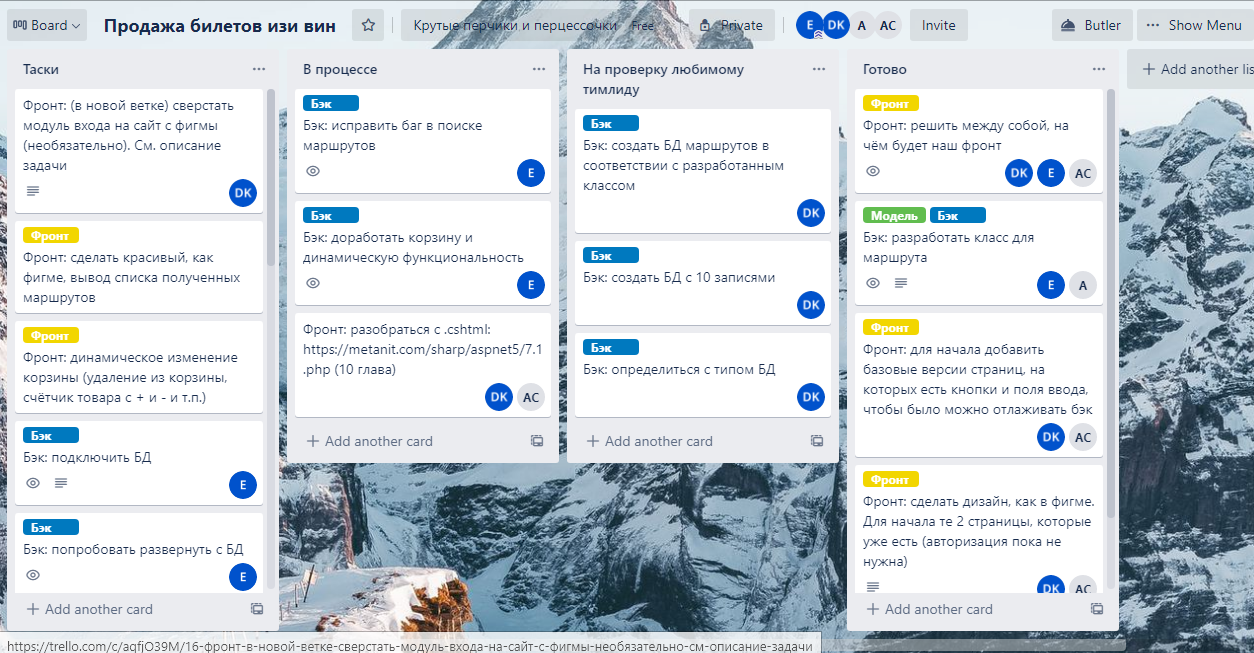 Board
Продажа билетов изи вин
Крутые перчики и перцессочки
Free
Private
E
DK
A
AC
Invite
Butler
Show Menu
Таски
Фронт: (в новой ветке) сверстать
модуль входа на сайт с фигмы
(необязательно). См. описание
задачи
DK
Фронт
Фронт: сделать красивый, как
фигме, вывод списка полученных
маршрутов
Фронт
Фронт: динамическое изменение
корзины (удаление из корзины,
счётчик товара с + и - и т.п.)
Бэк
Бэк: подключить БД
E
Бэк
Бэк: попробовать развернуть с БД
E
Add another card
В процессе
Бэк
Бэк: исправить баг в поиске
маршрутов
E
Бэк
Бэк: доработать корзину и
динамическую функциональность
E
Фронт: разобраться с .cshtml:
https://metanit.com/sharp/aspnet5/7.1
.php (10 глава)
DK
AC
Add another card
На проверку любимому
тимлиду
Бэк
Бэк: создать БД маршрутов в
соответствии с разработанным
классом
DK
Бэк
Бэк: создать БД с 10 записями
DK
Бэк
Бэк: определиться с типом БД
DK
Add another card
Готово
Фронт
Фронт: решить между собой, на
чём будет наш фронт
DK
E
AC
Модель
Бэк
Бэк: разработать класс для
маршрута
E
A
Фронт
Фронт: для начала добавить
базовые версии страниц, на
которых есть кнопки и поля ввода,
чтобы было можно отлаживать бэк
DK
AC
Фронт
Фронт: сделать дизайн, как в фигме.
Для начала те 2 страницы, которые
уже есть (авторизация пока не
нужна)
DK
AC
Add another card
Add another lis
https://trello.com/c/aqfjO39M/16-фронт-в-новой-ветке-сверстать-модуль-входа-на-сайт-с-фигмы-необязательно-см-описание-задачи